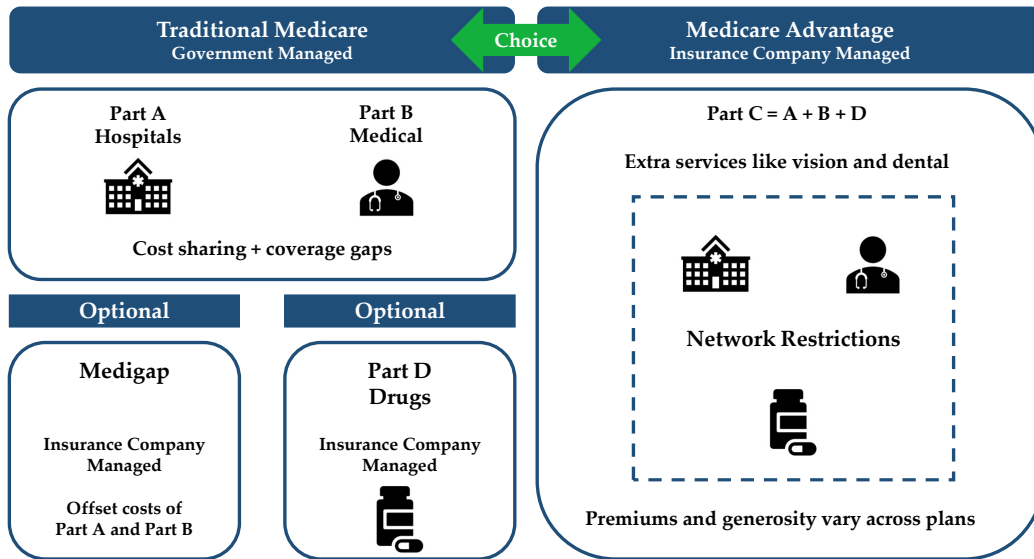 Traditional Medicare
Government Managed
Choice
Medicare Advantage
Insurance Company Managed
Part A
Hospitals
Part B
Medical
Cost sharing + coverage gaps
Optional
Medigap
Insurance Company
Managed
Offset costs of
Part A and Part B
Optional
Part D
Drugs
Insurance Company
Managed
Part C = A + B + D
Extra services like vision and dental
Network Restrictions
Premiums and generosity vary across plans